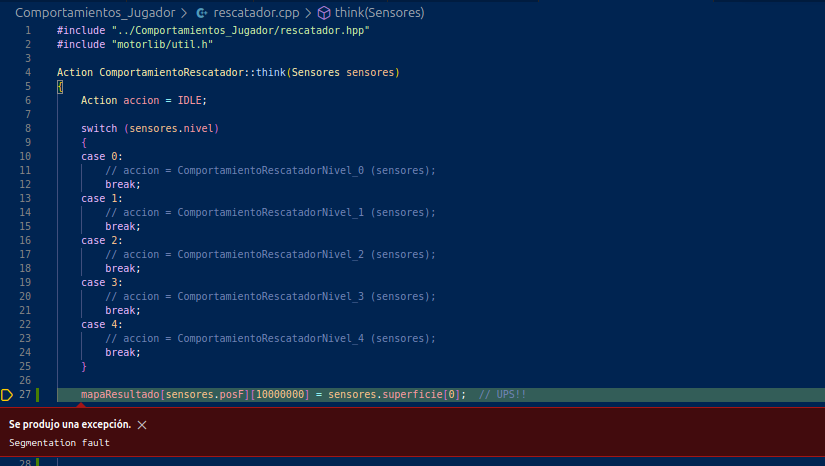 Comportamientos_Jugador > rescatador.cpp > think(Sensores)
1 #include "../Comportamientos_Jugador/rescatador.hpp"
2 #include "motorlib/util.h"
3
4 Action ComportamientoRescatador::think(Sensores sensores)
5 {
6 Action accion = IDLE;
7
8 switch (sensores.nivel)
9 {
10 case 0:
11 // accion = ComportamientoRescatadorNivel_0 (sensores);
12 break;
13 case 1:
14 // accion = ComportamientoRescatadorNivel_1 (sensores);
15 break;
16 case 2:
17 // accion = ComportamientoRescatadorNivel_2 (sensores);
18 break;
19 case 3:
20 // accion = ComportamientoRescatadorNivel_3 (sensores);
21 break;
22 case 4:
23 // accion = ComportamientoRescatadorNivel_4 (sensores);
24 break;
25 }
26
27 mapaResultado[sensores.posF][10000000] = sensores.superficie[0]; // UPS!!
Se produjo una excepción.
Segmentation fault
28